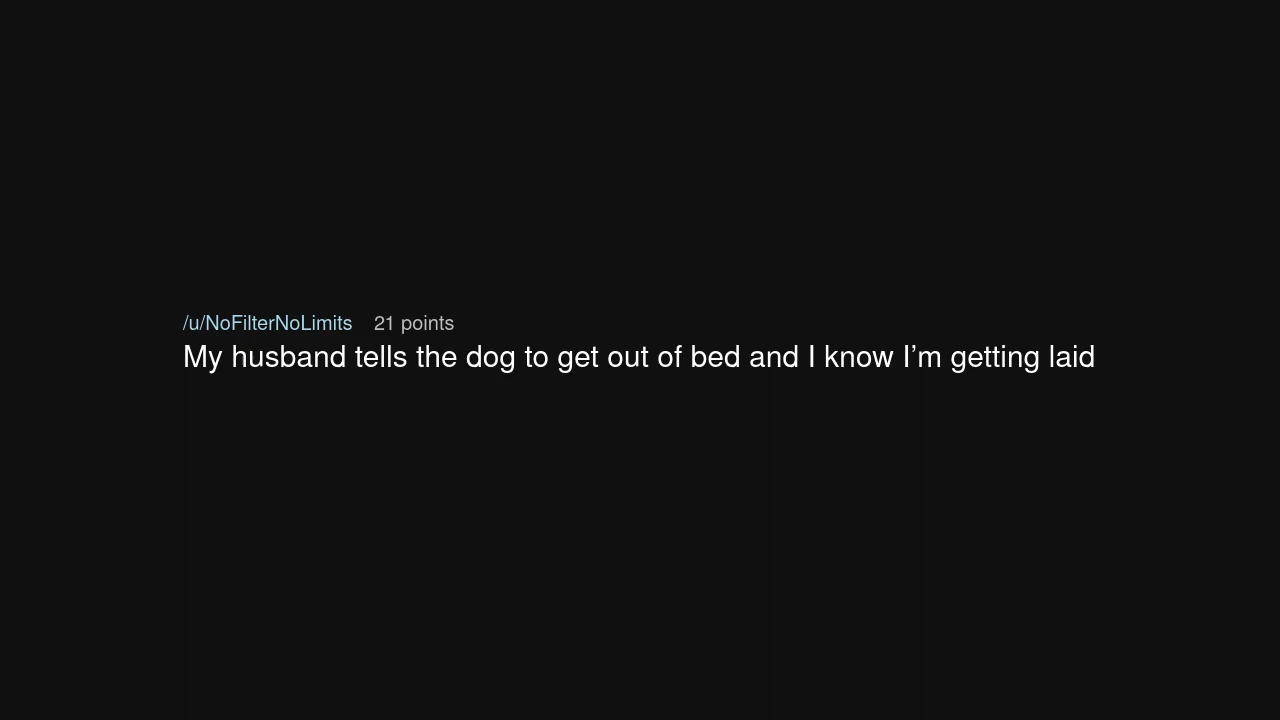 /u/NoFilterNoLimits 21 points
My husband tells the dog to get out of bed and I know I’m getting laid